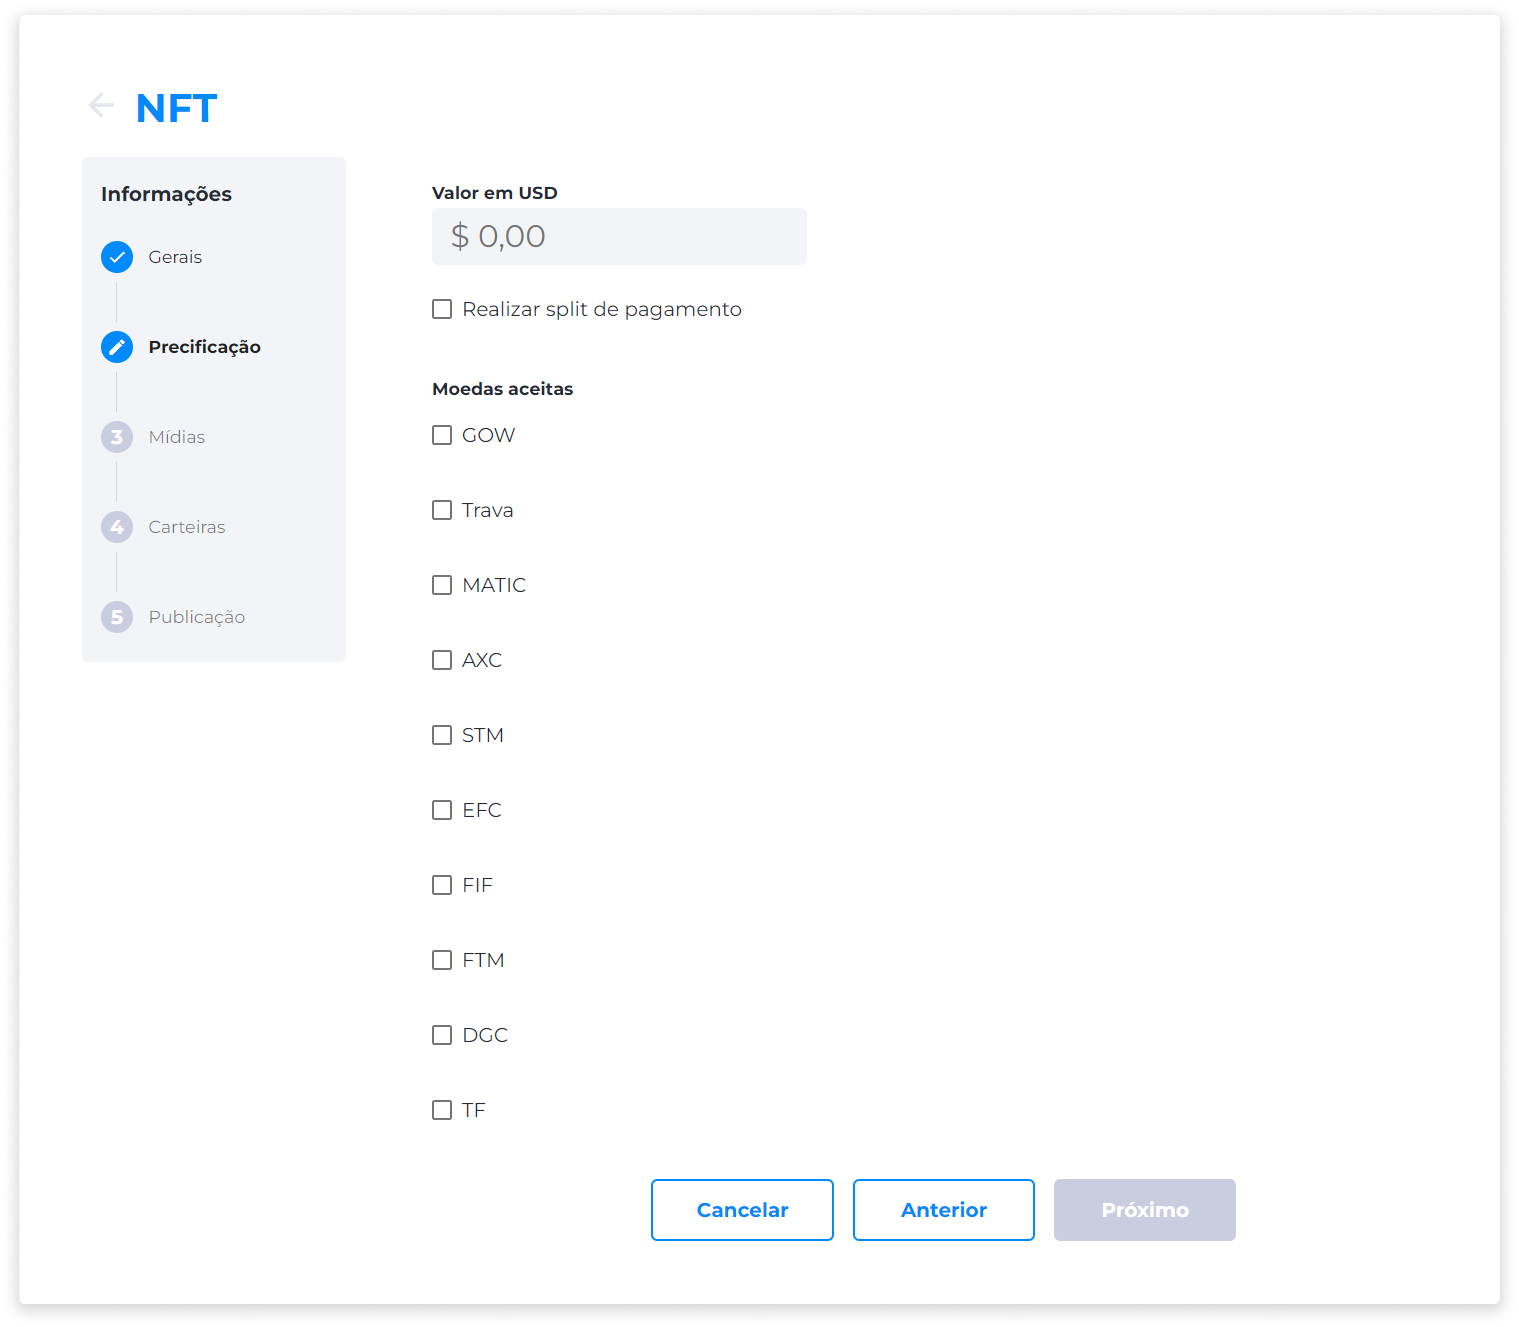 NFT
Informações
Gerais
Precificação
3 Mídias
4 Carteiras
5 Publicação
Valor em USD
$ 0,00
Realizar split de pagamento
Moedas aceitas
GOW
Trava
MATIC
AXC
STM
EFC
FIF
FTM
DGC
TF
Cancelar Anterior Próximo